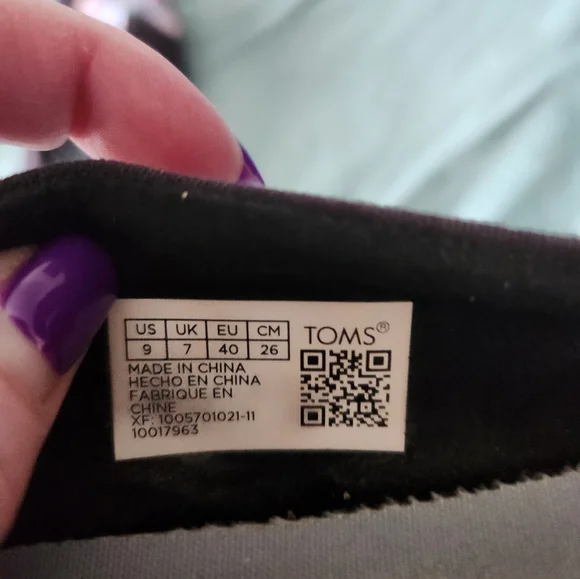 US UK EU CM
9 7 40 26
TOMS®
MADE IN CHINA
HECHO EN CHINA
FABRIQUE EN
CHINE
XF: 1005701021-11
10017963